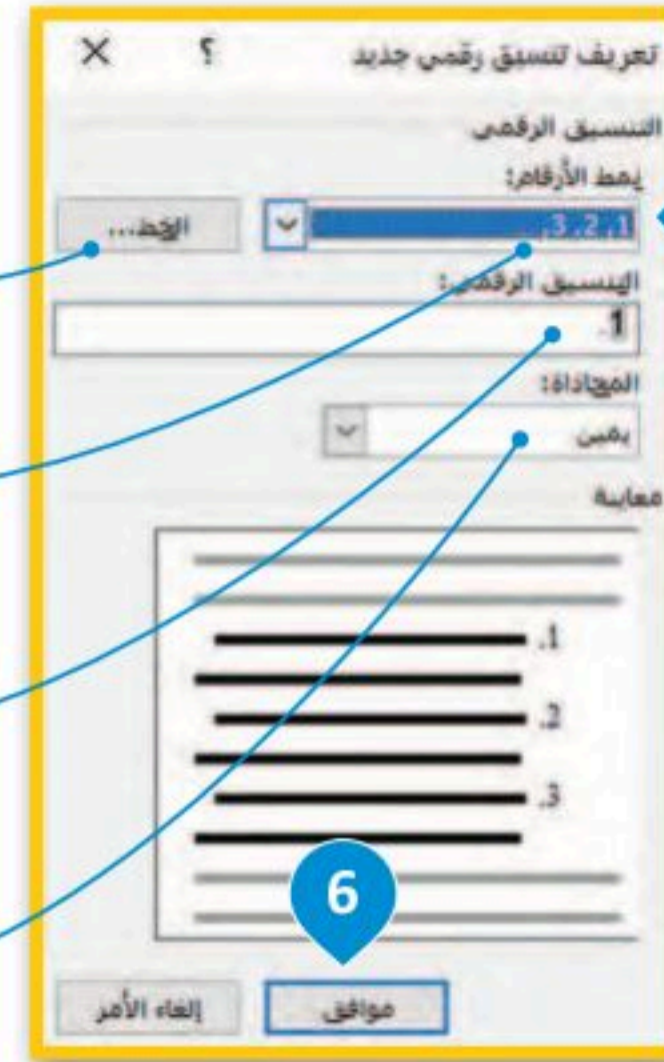 تعريف تنسيق رقمي جديد ؟ ×
التنسيق الرقمي
نمط الأرقام:
1, 2, 3, ... الخط...
التنسيق الرقمي:
1.
المحاذاة:
يمين
معاينة
1.
2.
3.
6
موافق إلغاء الأمر